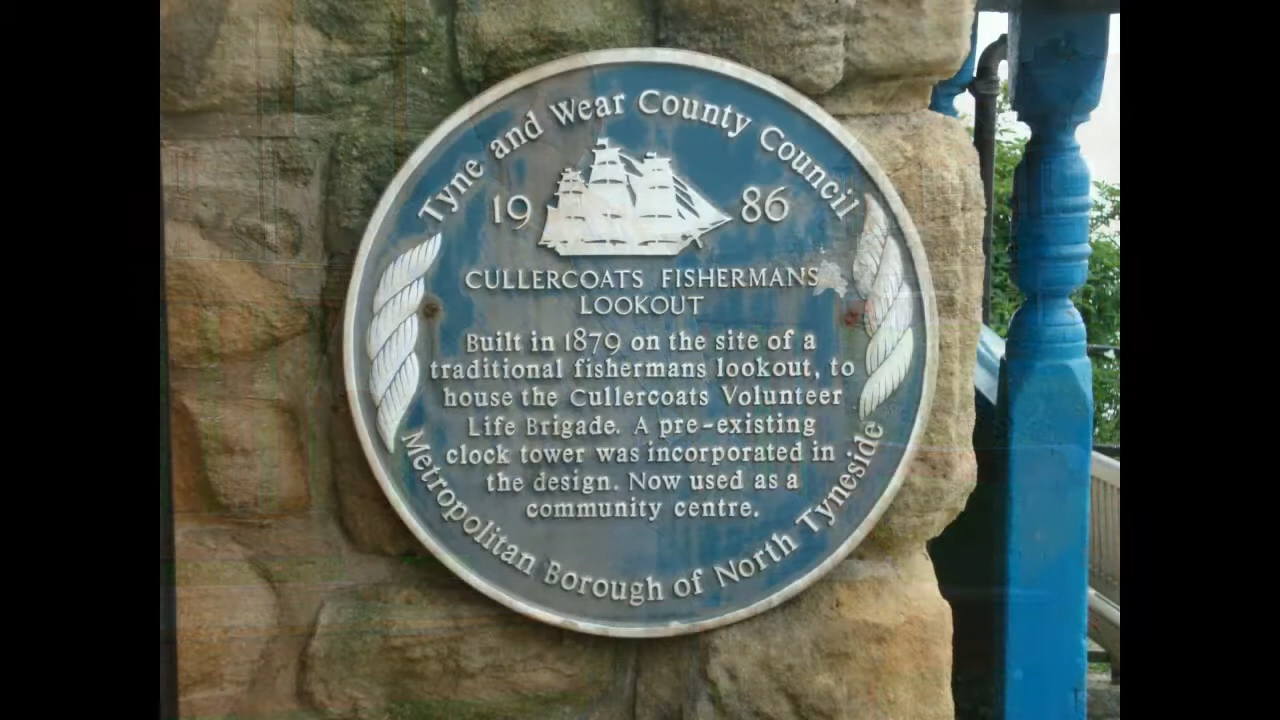 Tyne and Wear County Council
19 86
CULLERCOATS FISHERMANS
LOOKOUT
Built in 1879 on the site of a
traditional fishermans lookout, to
house the Cullercoats Volunteer
Life Brigade. A pre-existing
clock tower was incorporated in
the design. Now used as a
community centre.
Metropolitan Borough of North Tyneside